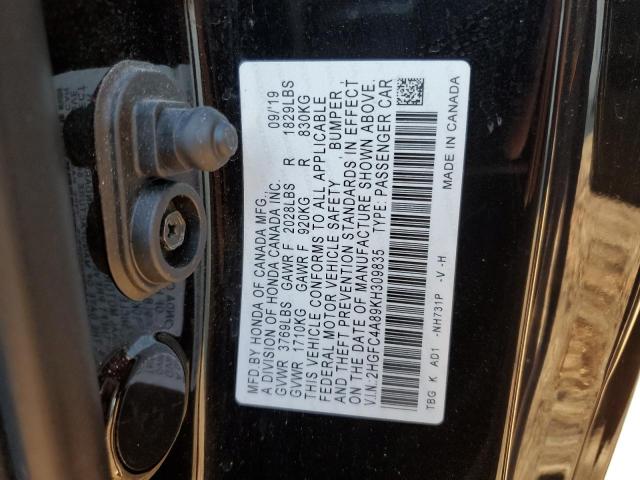 MFD.BY HONDA OF CANADA MFG., 09/'19
A DIVISION OF HONDA CANADA INC.
GVWR 3769LBS GAWR F 2028LBS R 1829LBS
GVWR 1710KG GAWR F 920KG R 830KG
THIS VEHICLE CONFORMS TO ALL APPLICABLE
FEDERAL MOTOR VEHICLE SAFETY, BUMPER,
AND THEFT PREVENTION STANDARDS IN EFFECT
ON THE DATE OF MANUFACTURE SHOWN ABOVE.
V.I.N. 2HGFC4A89KH309835 TYPE: PASSENGER CAR
TBG K AD1 -NH731P -V -H MADE IN CANADA